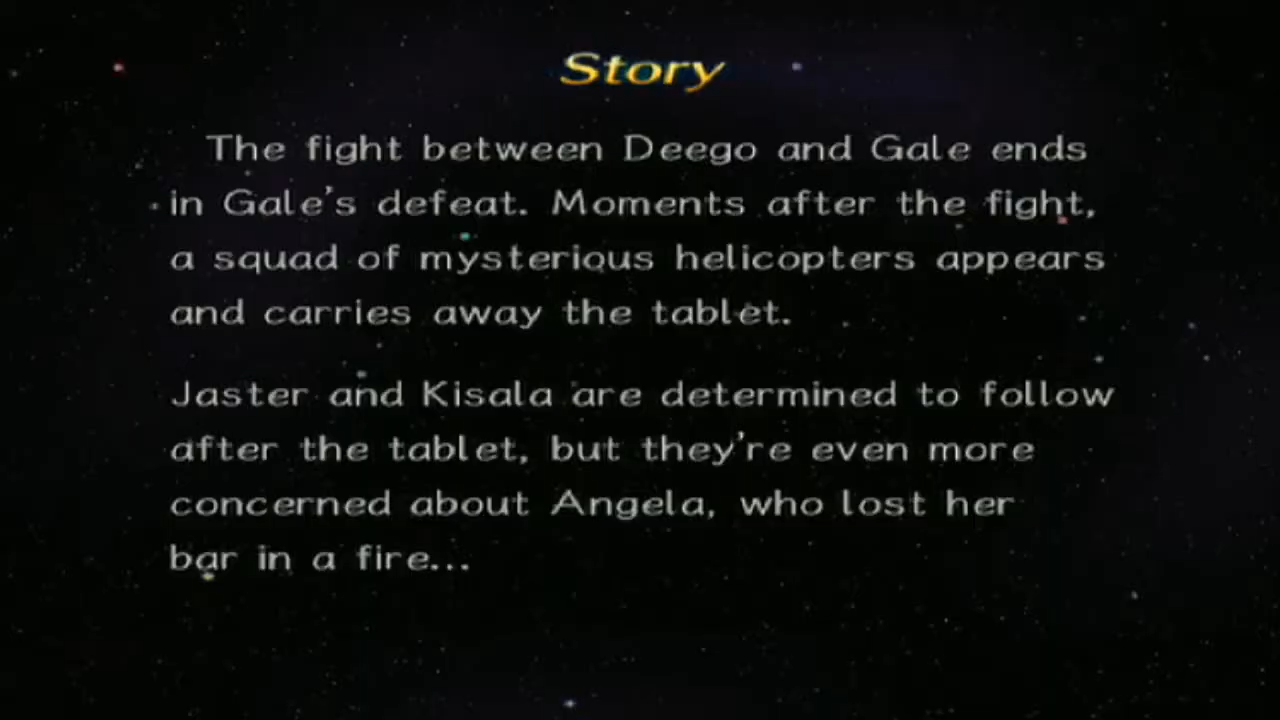 Story
The fight between Deego and Gale ends
in Gale's defeat. Moments after the fight,
a squad of mysterious helicopters appears
and carries away the tablet.
Jaster and Kisala are determined to follow
after the tablet, but they're even more
concerned about Angela, who lost her
bar in a fire...